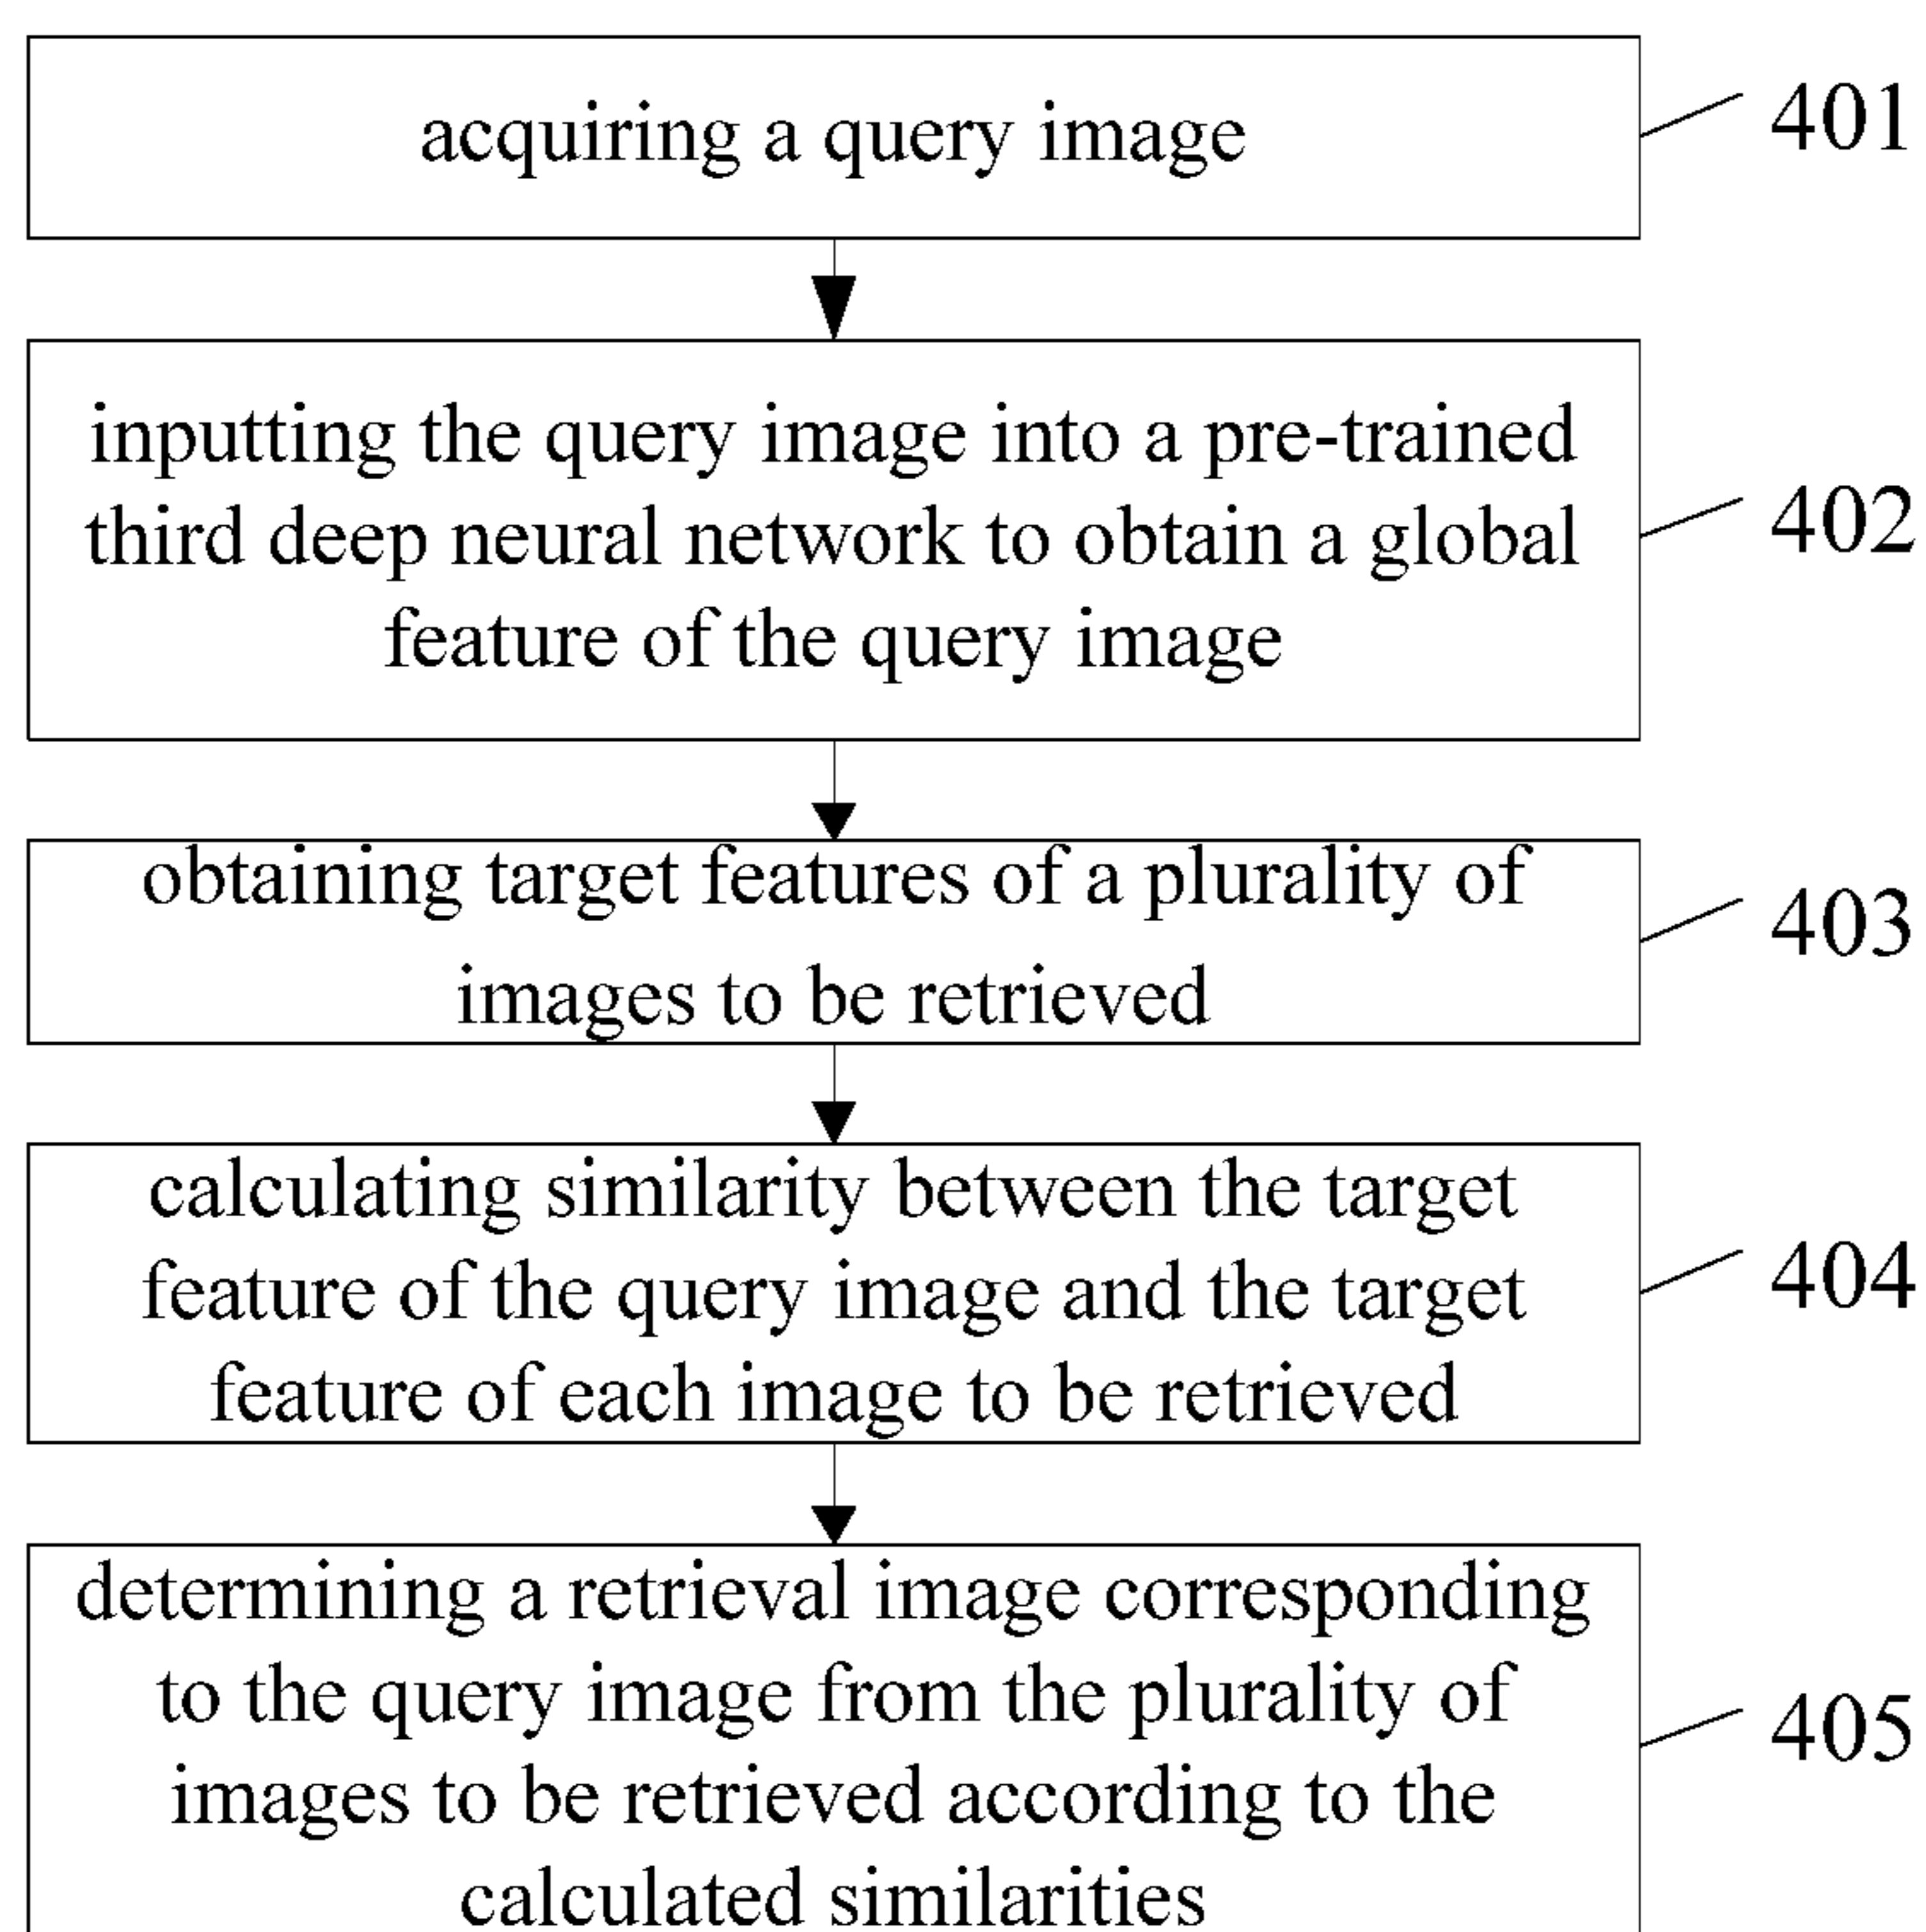 acquiring a query image
401
inputting the query image into a pre-trained
third deep neural network to obtain a global
feature of the query image
402
obtaining target features of a plurality of
images to be retrieved
403
calculating similarity between the target
feature of the query image and the target
feature of each image to be retrieved
404
determining a retrieval image corresponding
to the query image from the plurality of
images to be retrieved according to the
calculated similarities
405